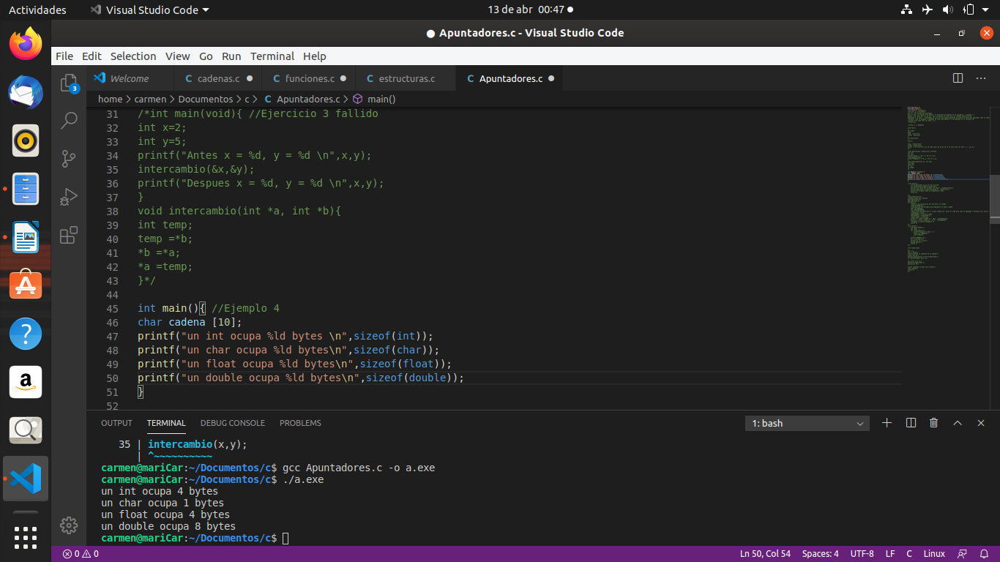 Actividades Visual Studio Code 13 de abr 00:47
Apuntadores.c - Visual Studio Code
File Edit Selection View Go Run Terminal Help
Welcome C cadenas.c C funciones.c C estructuras.c C Apuntadores.c ...
home > carmen > Documentos > c > C Apuntadores.c > main()
31 /*int main(void){ //Ejercicio 3 fallido
32 int x=2;
33 int y=5;
34 printf("Antes x = %d, y = %d \n",x,y);
35 intercambio(&x,&y);
36 printf("Despues x = %d, y = %d \n",x,y);
37 }
38 void intercambio(int *a, int *b){
39 int temp;
40 temp =*b;
41 *b =*a;
42 *a =temp;
43 }*/
44
45 int main(){ //Ejemplo 4
46 char cadena [10];
47 printf("un int ocupa %ld bytes \n",sizeof(int));
48 printf("un char ocupa %ld bytes\n",sizeof(char));
49 printf("un float ocupa %ld bytes\n",sizeof(float));
50 printf("un double ocupa %ld bytes\n",sizeof(double));
51 }
52
3
OUTPUT TERMINAL DEBUG CONSOLE PROBLEMS 1: bash
35 | intercambio(x,y);
| ^~~~~~~~~~~
carmen@mariCar:~/Documentos/c$ gcc Apuntadores.c -o a.exe
carmen@mariCar:~/Documentos/c$ ./a.exe
un int ocupa 4 bytes
un char ocupa 1 bytes
un float ocupa 4 bytes
un double ocupa 8 bytes
carmen@mariCar:~/Documentos/c$
0 0 Ln 50, Col 54 Spaces: 4 UTF-8 LF C Linux